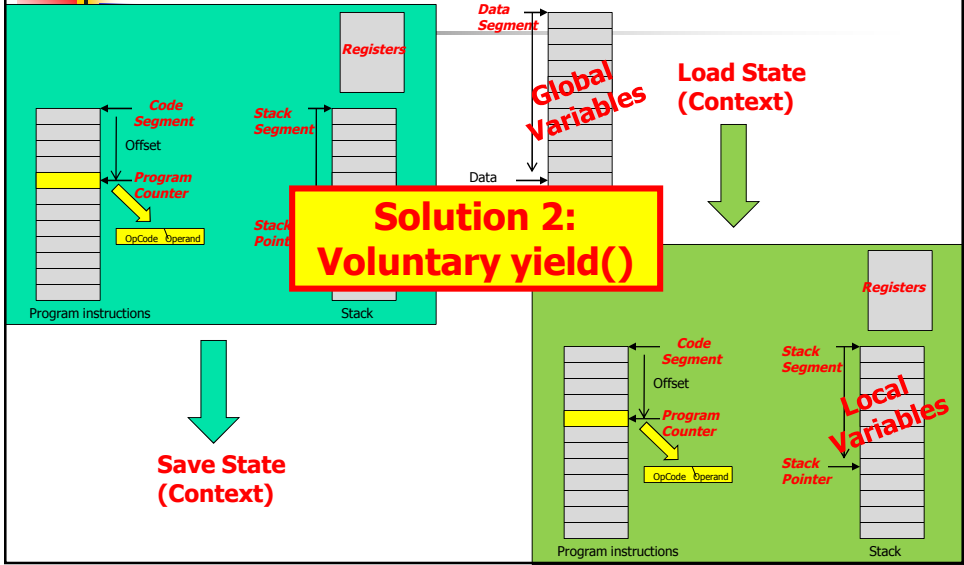 Data
Segment
Registers
Global
Variables
Load State
(Context)
Code
Segment
Offset
Program
Counter
OpCode Operand
Stack
Segment
Stack
Data
Solution 2:
Voluntary yield()
Program instructions
Stack
Save State
(Context)
Registers
Code
Segment
Offset
Program
Counter
OpCode Operand
Stack
Segment
Local
Variables
Stack
Pointer
Program instructions
Stack